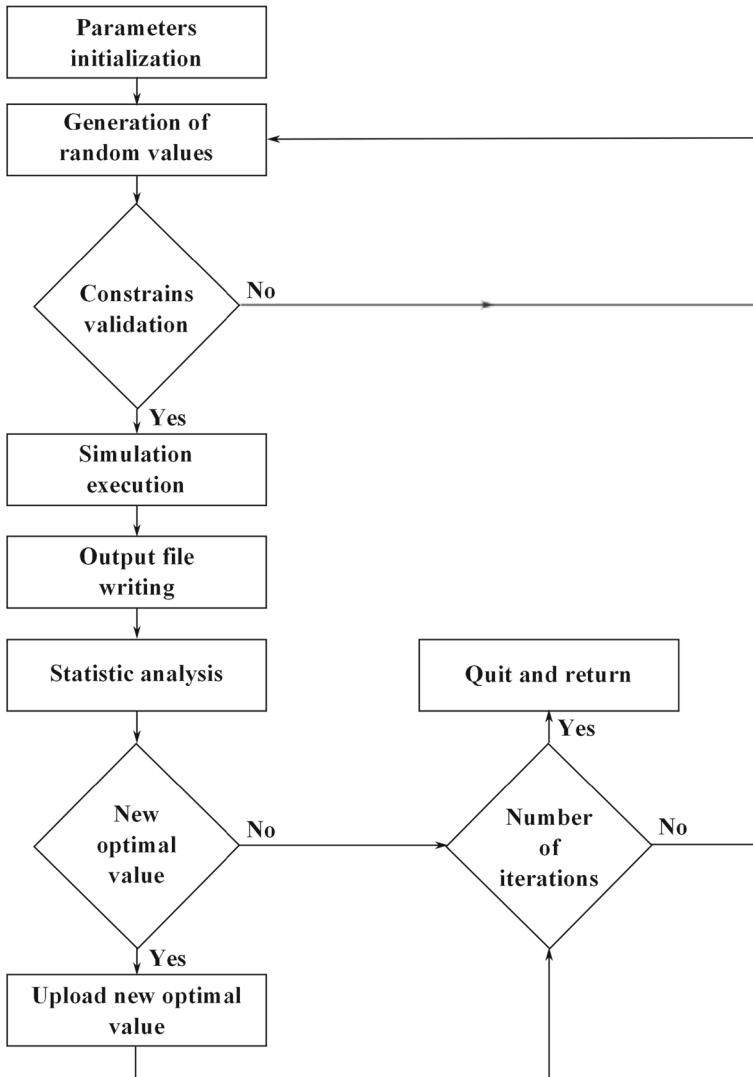 Parameters
initialization
Generation of
random values
Constrains
validation
No
Yes
Simulation
execution
Output file
writing
Statistic analysis
Quit and return
Yes
New
optimal
value
No
Number
of
iterations
No
Yes
Upload new optimal
value